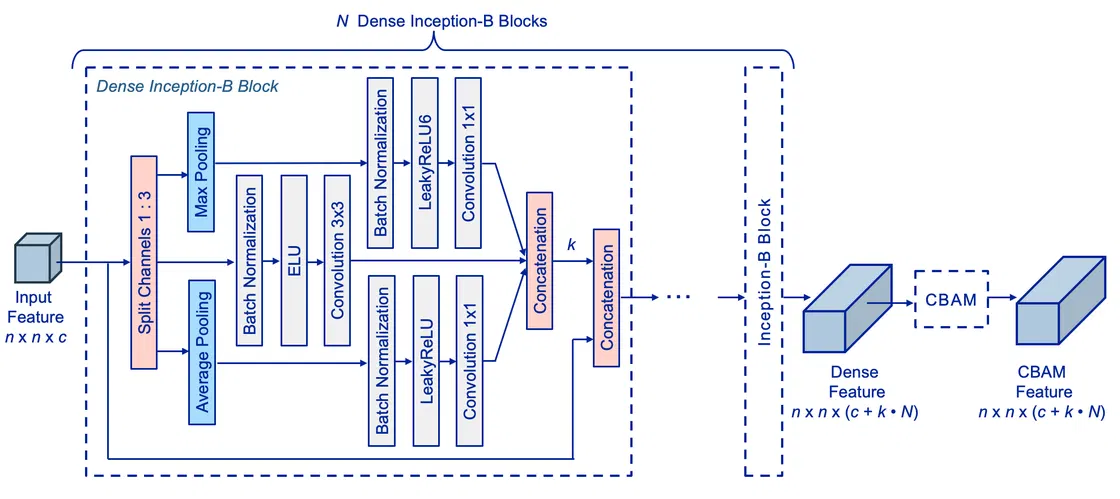 N Dense Inception-B Blocks
Dense Inception-B Block
Input
Feature
n x n x c
Split Channels 1 : 3
Max Pooling
Average Pooling
Batch Normalization
ELU
Convolution 3x3
Batch Normalization
LeakyReLU6
Convolution 1x1
Batch Normalization
LeakyReLU
Convolution 1x1
Concatenation
k
Concatenation
...
Inception-B Block
Dense
Feature
n x n x (c + k • N)
CBAM
CBAM
Feature
n x n x (c + k • N)